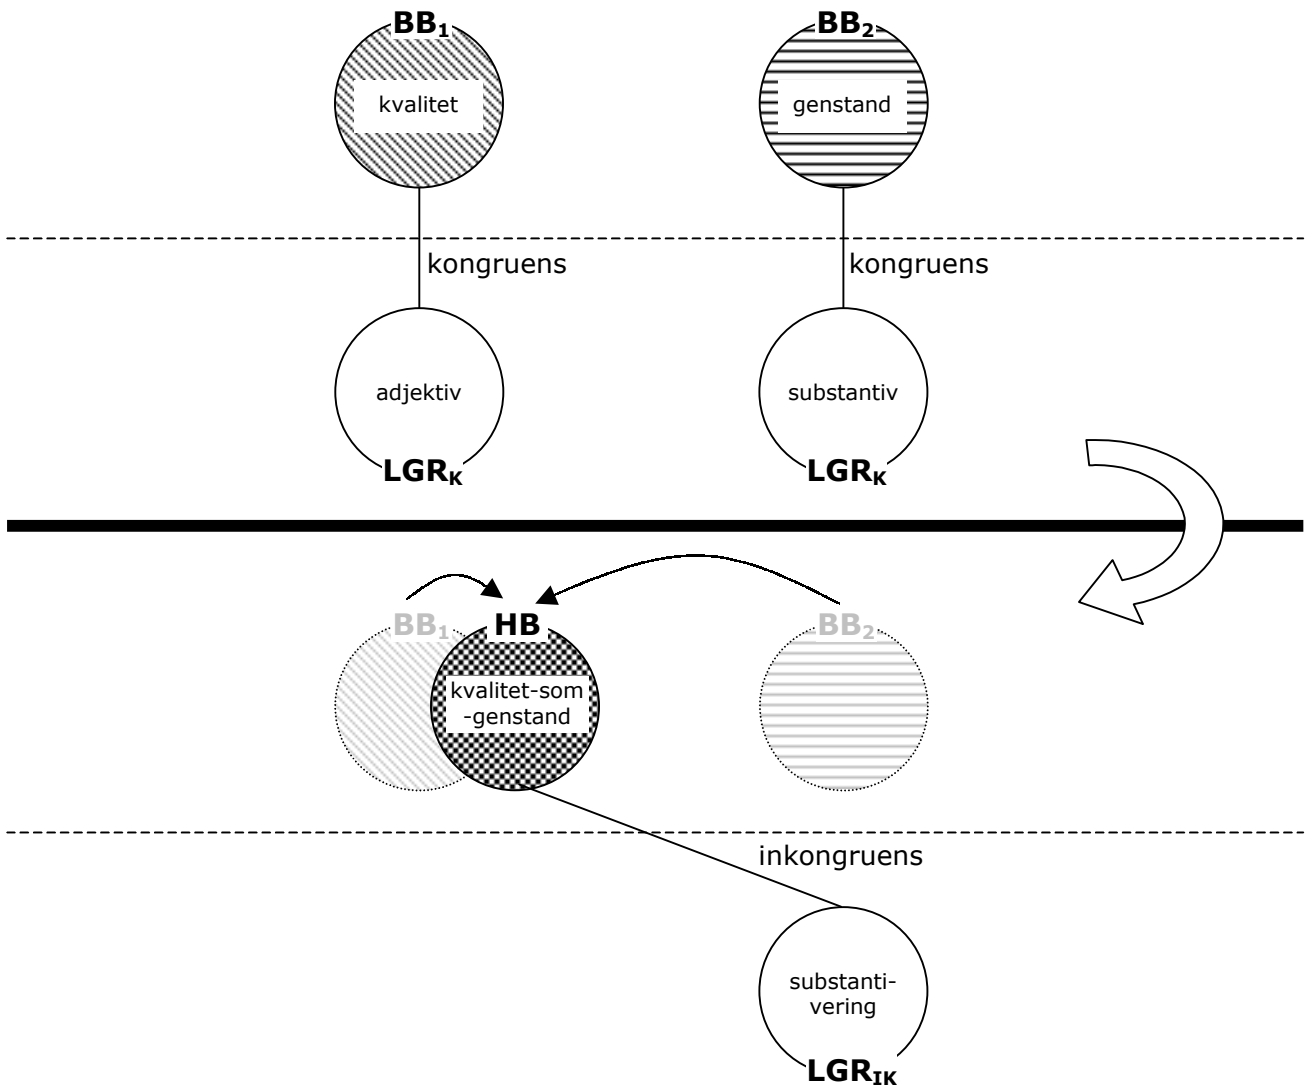 BB₁ BB₂
kvalitet genstand
kongruens kongruens
adjektiv substantiv
LGR_K LGR_K
BB₁ HB BB₂
kvalitet-som
-genstand
inkongruens
substanti-
vering
LGR_IK